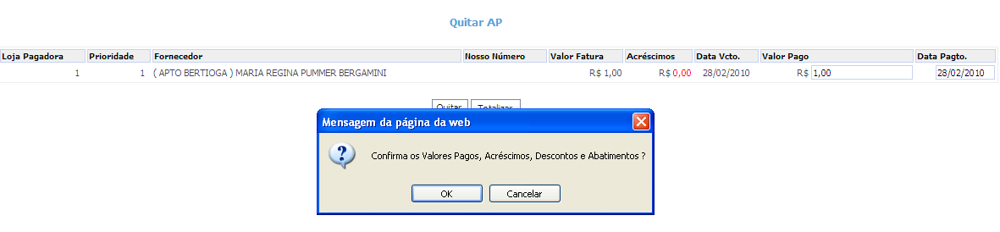 Quitar AP
Loja Pagadora Prioridade Fornecedor Nosso Número Valor Fatura Acréscimos Data Vcto. Valor Pago Data Pagto.
1 1 ( APTO BERTIOGA ) MARIA REGINA PUMMER BERGAMINI R$ 1,00 R$ 0,00 28/02/2010 R$ 1,00 28/02/2010
Quitar Totalizar
Mensagem da página da web
Confirma os Valores Pagos, Acréscimos, Descontos e Abatimentos ?
OK Cancelar